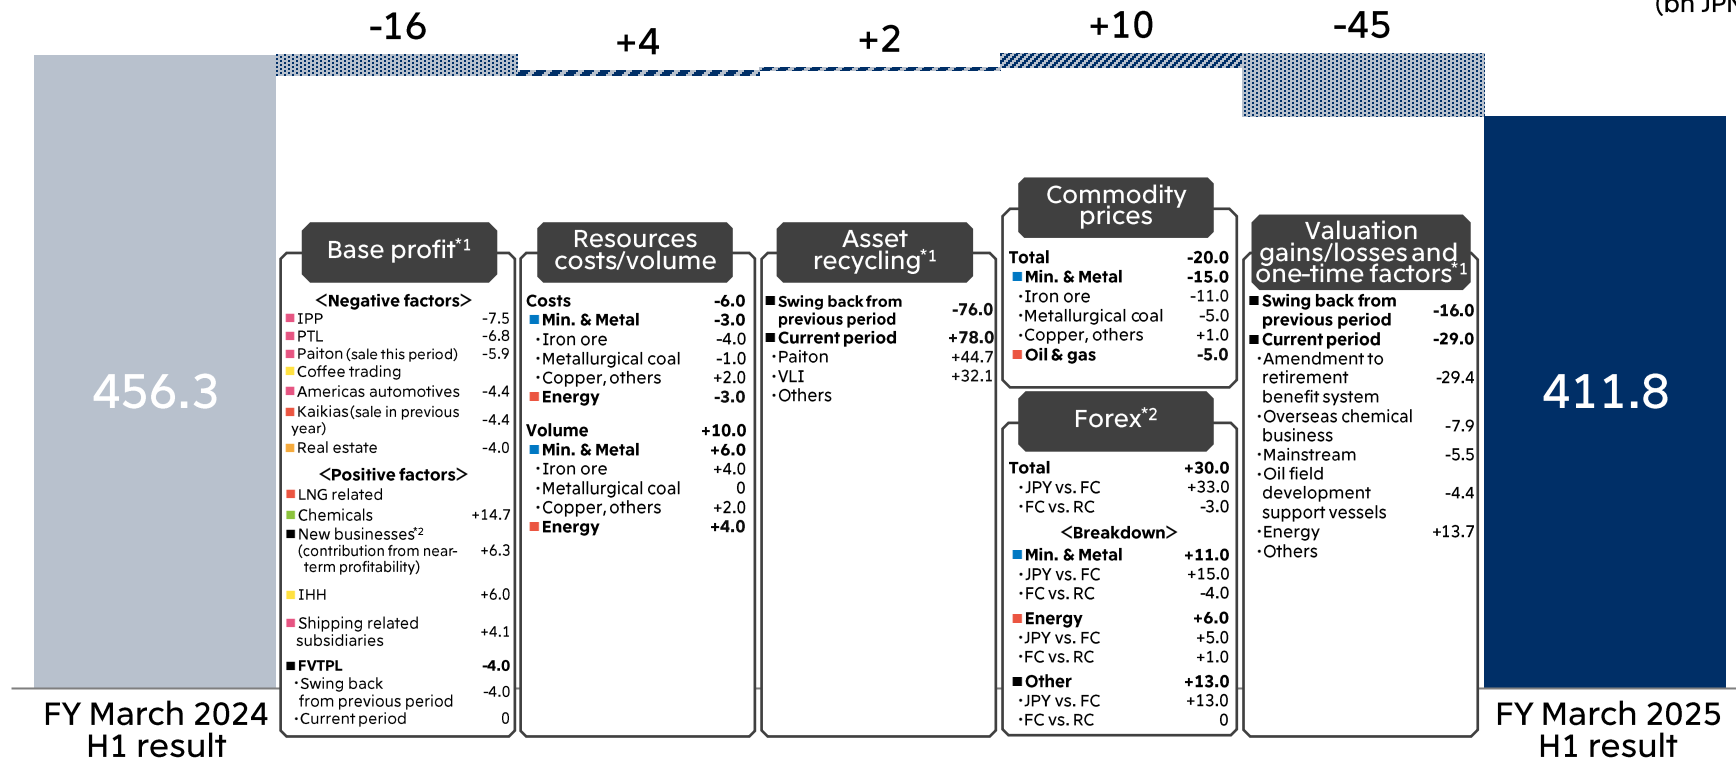 (bn JPN
-16
+4
+2
+10
-45
456.3
FY March 2024
H1 result
Base profit*1
<Negative factors>
IPP -7.5
PTL -6.8
Paiton (sale this period) -5.9
Coffee trading
Americas automotives -4.4
Kaikias (sale in previous
year) -4.4
Real estate -4.0
<Positive factors>
LNG related
Chemicals +14.7
New businesses*2
(contribution from near- +6.3
term profitability)
IHH +6.0
Shipping related
subsidiaries +4.1
FVTPL -4.0
・Swing back
from previous period -4.0
・Current period 0
Resources
costs/volume
Costs -6.0
Min. & Metal -3.0
・Iron ore -4.0
・Metallurgical coal -1.0
・Copper, others +2.0
Energy -3.0
Volume +10.0
Min. & Metal +6.0
・Iron ore +4.0
・Metallurgical coal 0
・Copper, others +2.0
Energy +4.0
Asset
recycling*1
Swing back from
previous period -76.0
Current period +78.0
・Paiton +44.7
・VLI +32.1
・Others
Commodity
prices
Total -20.0
Min. & Metal -15.0
・Iron ore -11.0
・Metallurgical coal -5.0
・Copper, others +1.0
Oil & gas -5.0
Forex*2
Total +30.0
・JPY vs. FC +33.0
・FC vs. RC -3.0
<Breakdown>
Min. & Metal +11.0
・JPY vs. FC +15.0
・FC vs. RC -4.0
Energy +6.0
・JPY vs. FC +5.0
・FC vs. RC +1.0
Other +13.0
・JPY vs. FC +13.0
・FC vs. RC 0
Valuation
gains/losses and
one-time factors*1
Swing back from
previous period -16.0
Current period -29.0
・Amendment to
retirement -29.4
benefit system
・Overseas chemical
business -7.9
・Mainstream -5.5
・Oil field
development -4.4
support vessels
・Energy +13.7
・Others
411.8
FY March 2025
H1 result